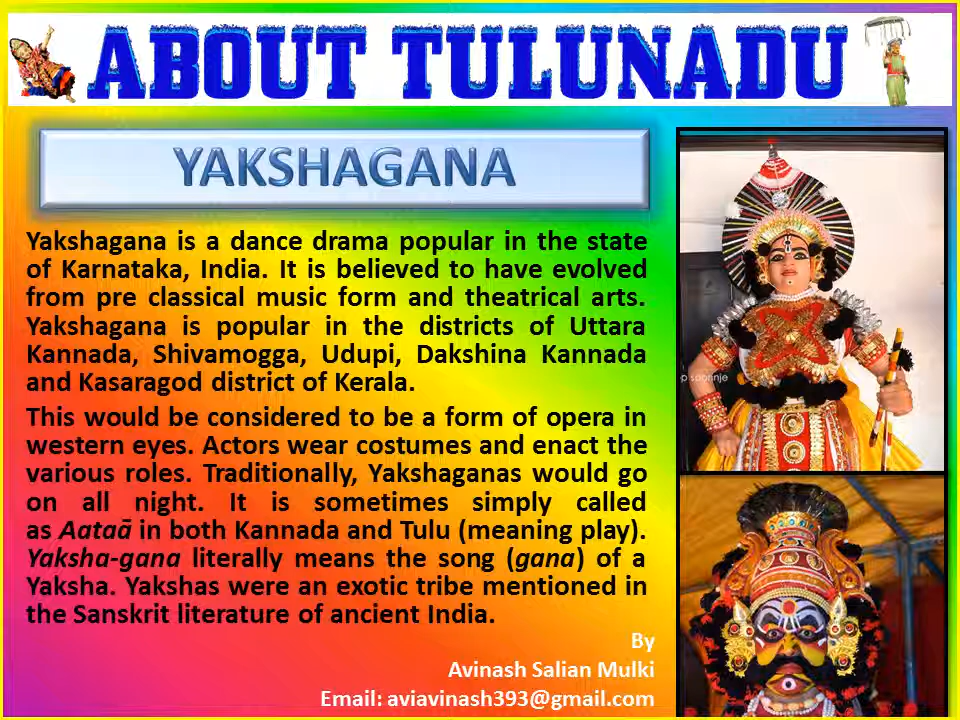 ABOUT TULUNADU
YAKSHAGANA
Yakshagana is a dance drama popular in the state
of Karnataka, India. It is believed to have evolved
from pre classical music form and theatrical arts.
Yakshagana is popular in the districts of Uttara
Kannada, Shivamogga, Udupi, Dakshina Kannada
and Kasaragod district of Kerala.
This would be considered to be a form of opera in
western eyes. Actors wear costumes and enact the
various roles. Traditionally, Yakshaganas would go
on all night. It is sometimes simply called
as Aataā in both Kannada and Tulu (meaning play).
Yaksha-gana literally means the song (gana) of a
Yaksha. Yakshas were an exotic tribe mentioned in
the Sanskrit literature of ancient India.
By
Avinash Salian Mulki
Email: aviavinash393@gmail.com